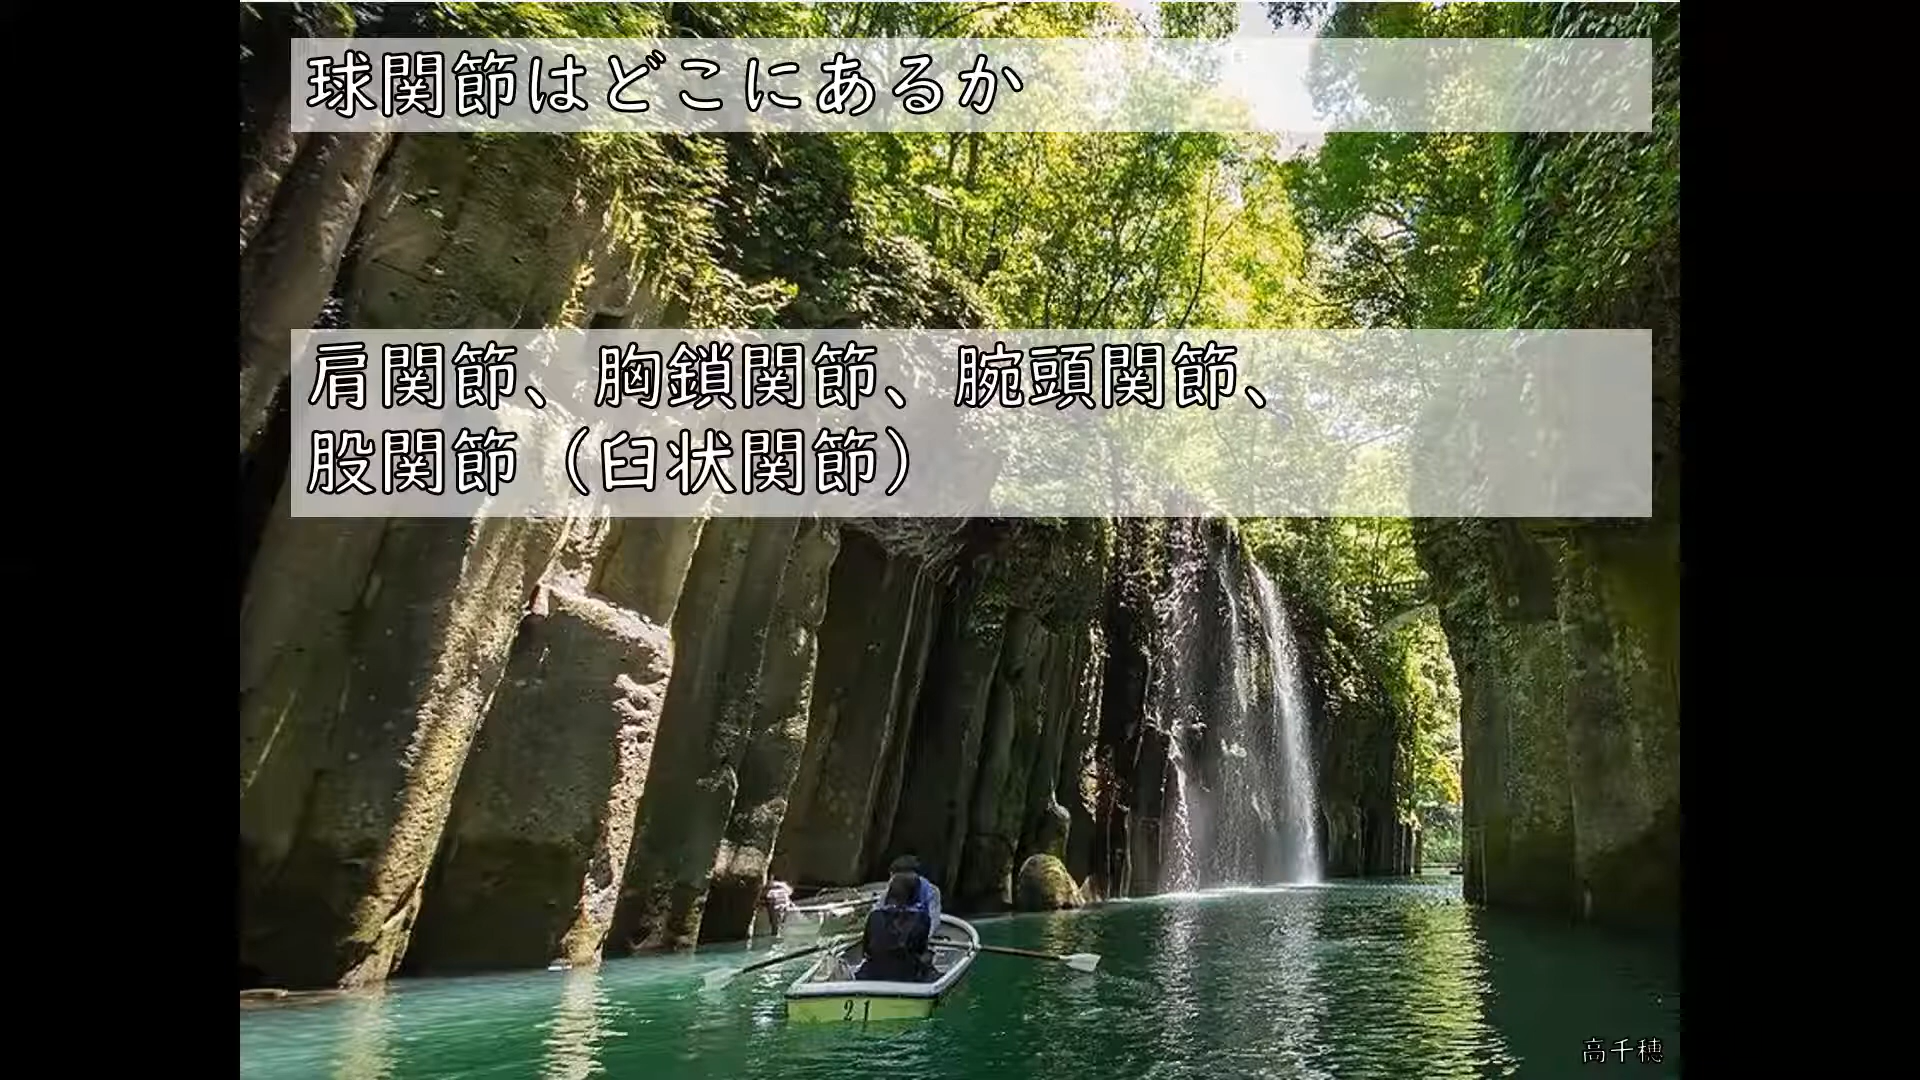 球関節はどこにあるか
肩関節、胸鎖関節、腕頭関節、
股関節（臼状関節）
21
高千穂